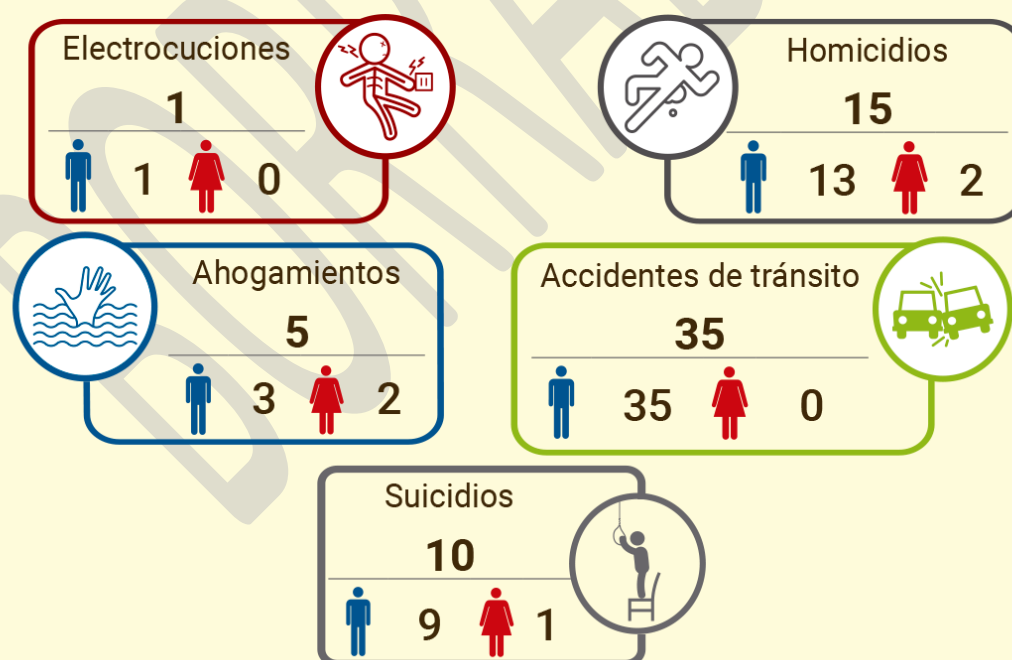 Electrocuciones
1
1 0
Homicidios
15
13 2
Ahogamientos
5
3 2
Accidentes de tránsito
35
35 0
Suicidios
10
9 1